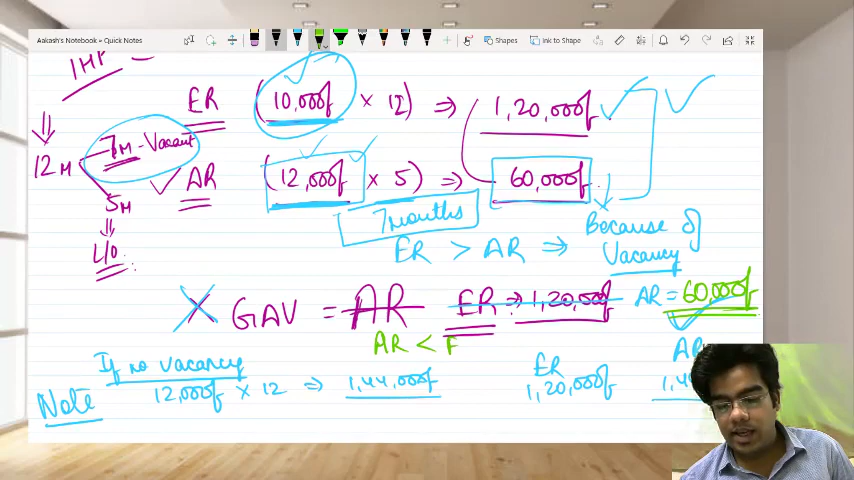 Aakash's Notebook » Quick Notes
Shapes
Ink to Shape
1HP
ER (10,000/- × 12) ⇒ 1,20,000/-
7M - Vacant
12M
AR (12,000/- × 5) ⇒ 60,000/-
5M
L/O
7 months
ER > AR ⇒ Because of Vacancy
GAV = AR ER ⇒ 1,20,000/- AR = 60,000/-
AR <
If no vacancy
12,000/- × 12 ⇒ 1,44,000/-
ER
1,20,000/-
AR
Note